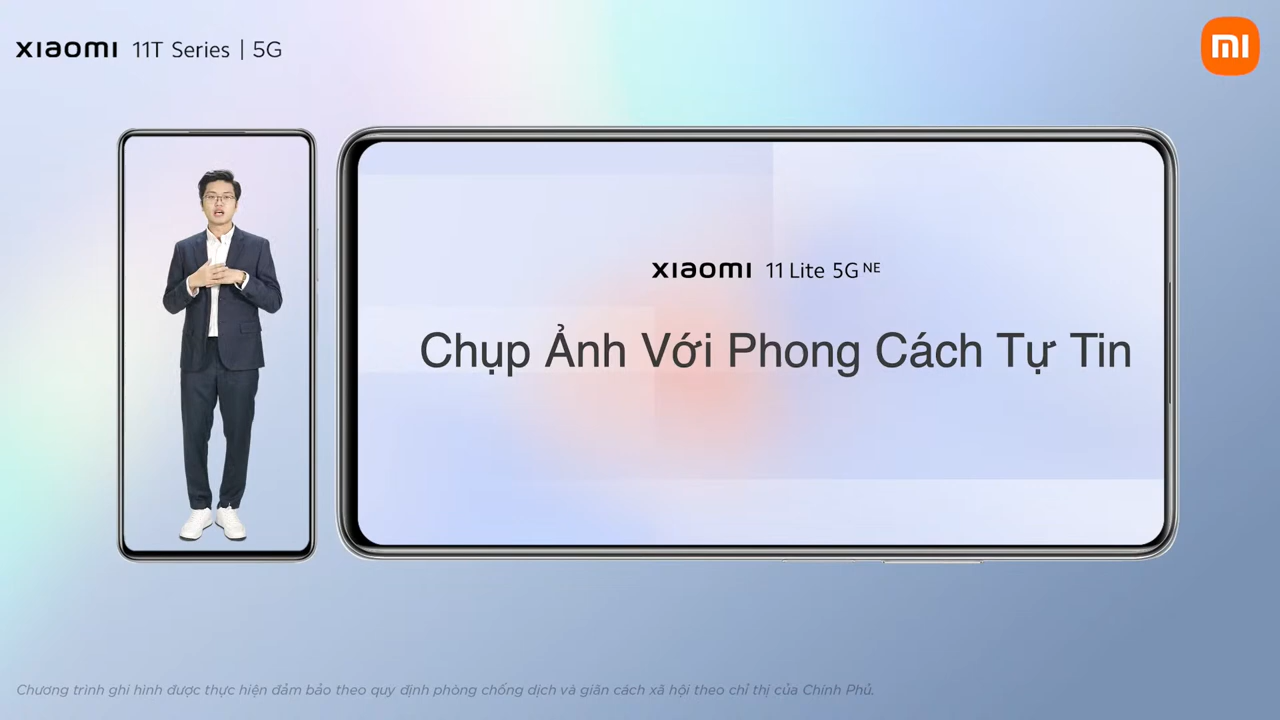 xiaomi 11T Series | 5G
mi
xiaomi 11 Lite 5G NE
Chụp Ảnh Với Phong Cách Tự Tin
Chương trình ghi hình được thực hiện đảm bảo theo quy định phòng chống dịch và giãn cách xã hội theo chỉ thị của Chính Phủ.